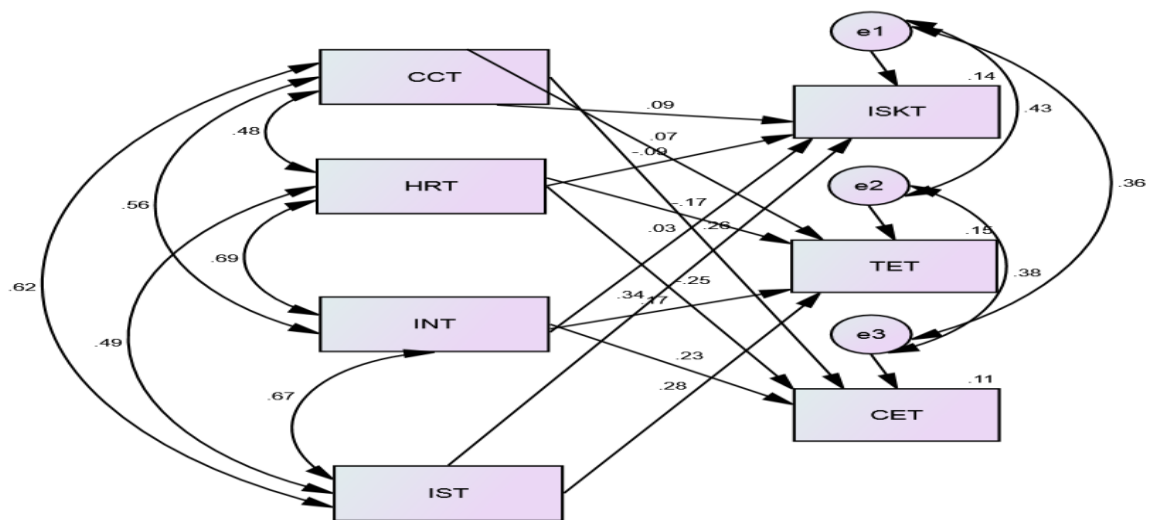 e1
.14
CCT
.43
.09
ISKT
.48
.07
-.09
HRT
e2
.36
.56
-.17
.03
.26
.15
.69
TET
.62
-.25
.38
.34
.17
INT
e3
.49
.23
.28
.11
.67
CET
IST